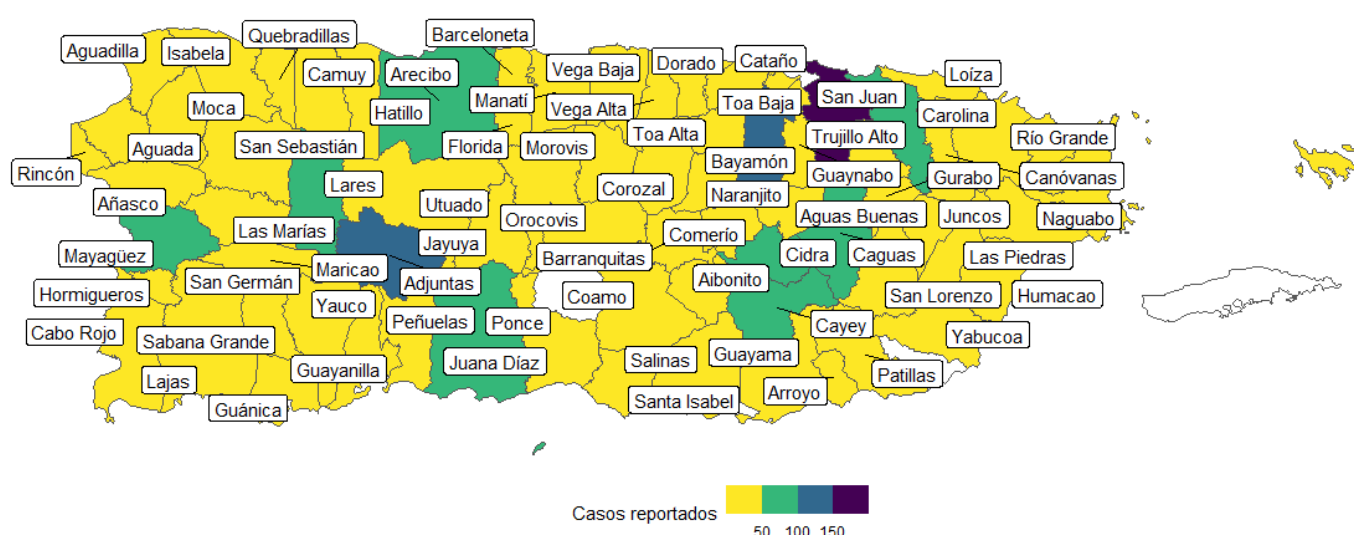 Quebradillas
Barceloneta
Aguadilla
Isabela
Cataño
Dorado
Vega Baja
Camuy
Arecibo
Loíza
San Juan
Manatí
Toa Baja
Moca
Hatillo
Vega Alta
Carolina
Toa Alta
Trujillo Alto
Río Grande
Aguada
San Sebastián
Florida
Morovis
Bayamón
Rincón
Guaynabo
Gurabo
Canóvanas
Lares
Corozal
Naranjito
Añasco
Utuado
Orocovis
Aguas Buenas
Juncos
Naguabo
Las Marías
Comerío
Jayuya
Mayagüez
Barranquitas
Cidra
Caguas
Las Piedras
Maricao
San Germán
Adjuntas
Aibonito
Hormigueros
Coamo
San Lorenzo
Humacao
Yauco
Peñuelas
Ponce
Cayey
Cabo Rojo
Sabana Grande
Yabucoa
Guayama
Juana Díaz
Salinas
Guayanilla
Patillas
Lajas
Arroyo
Santa Isabel
Guánica
Casos reportados
50 100 150